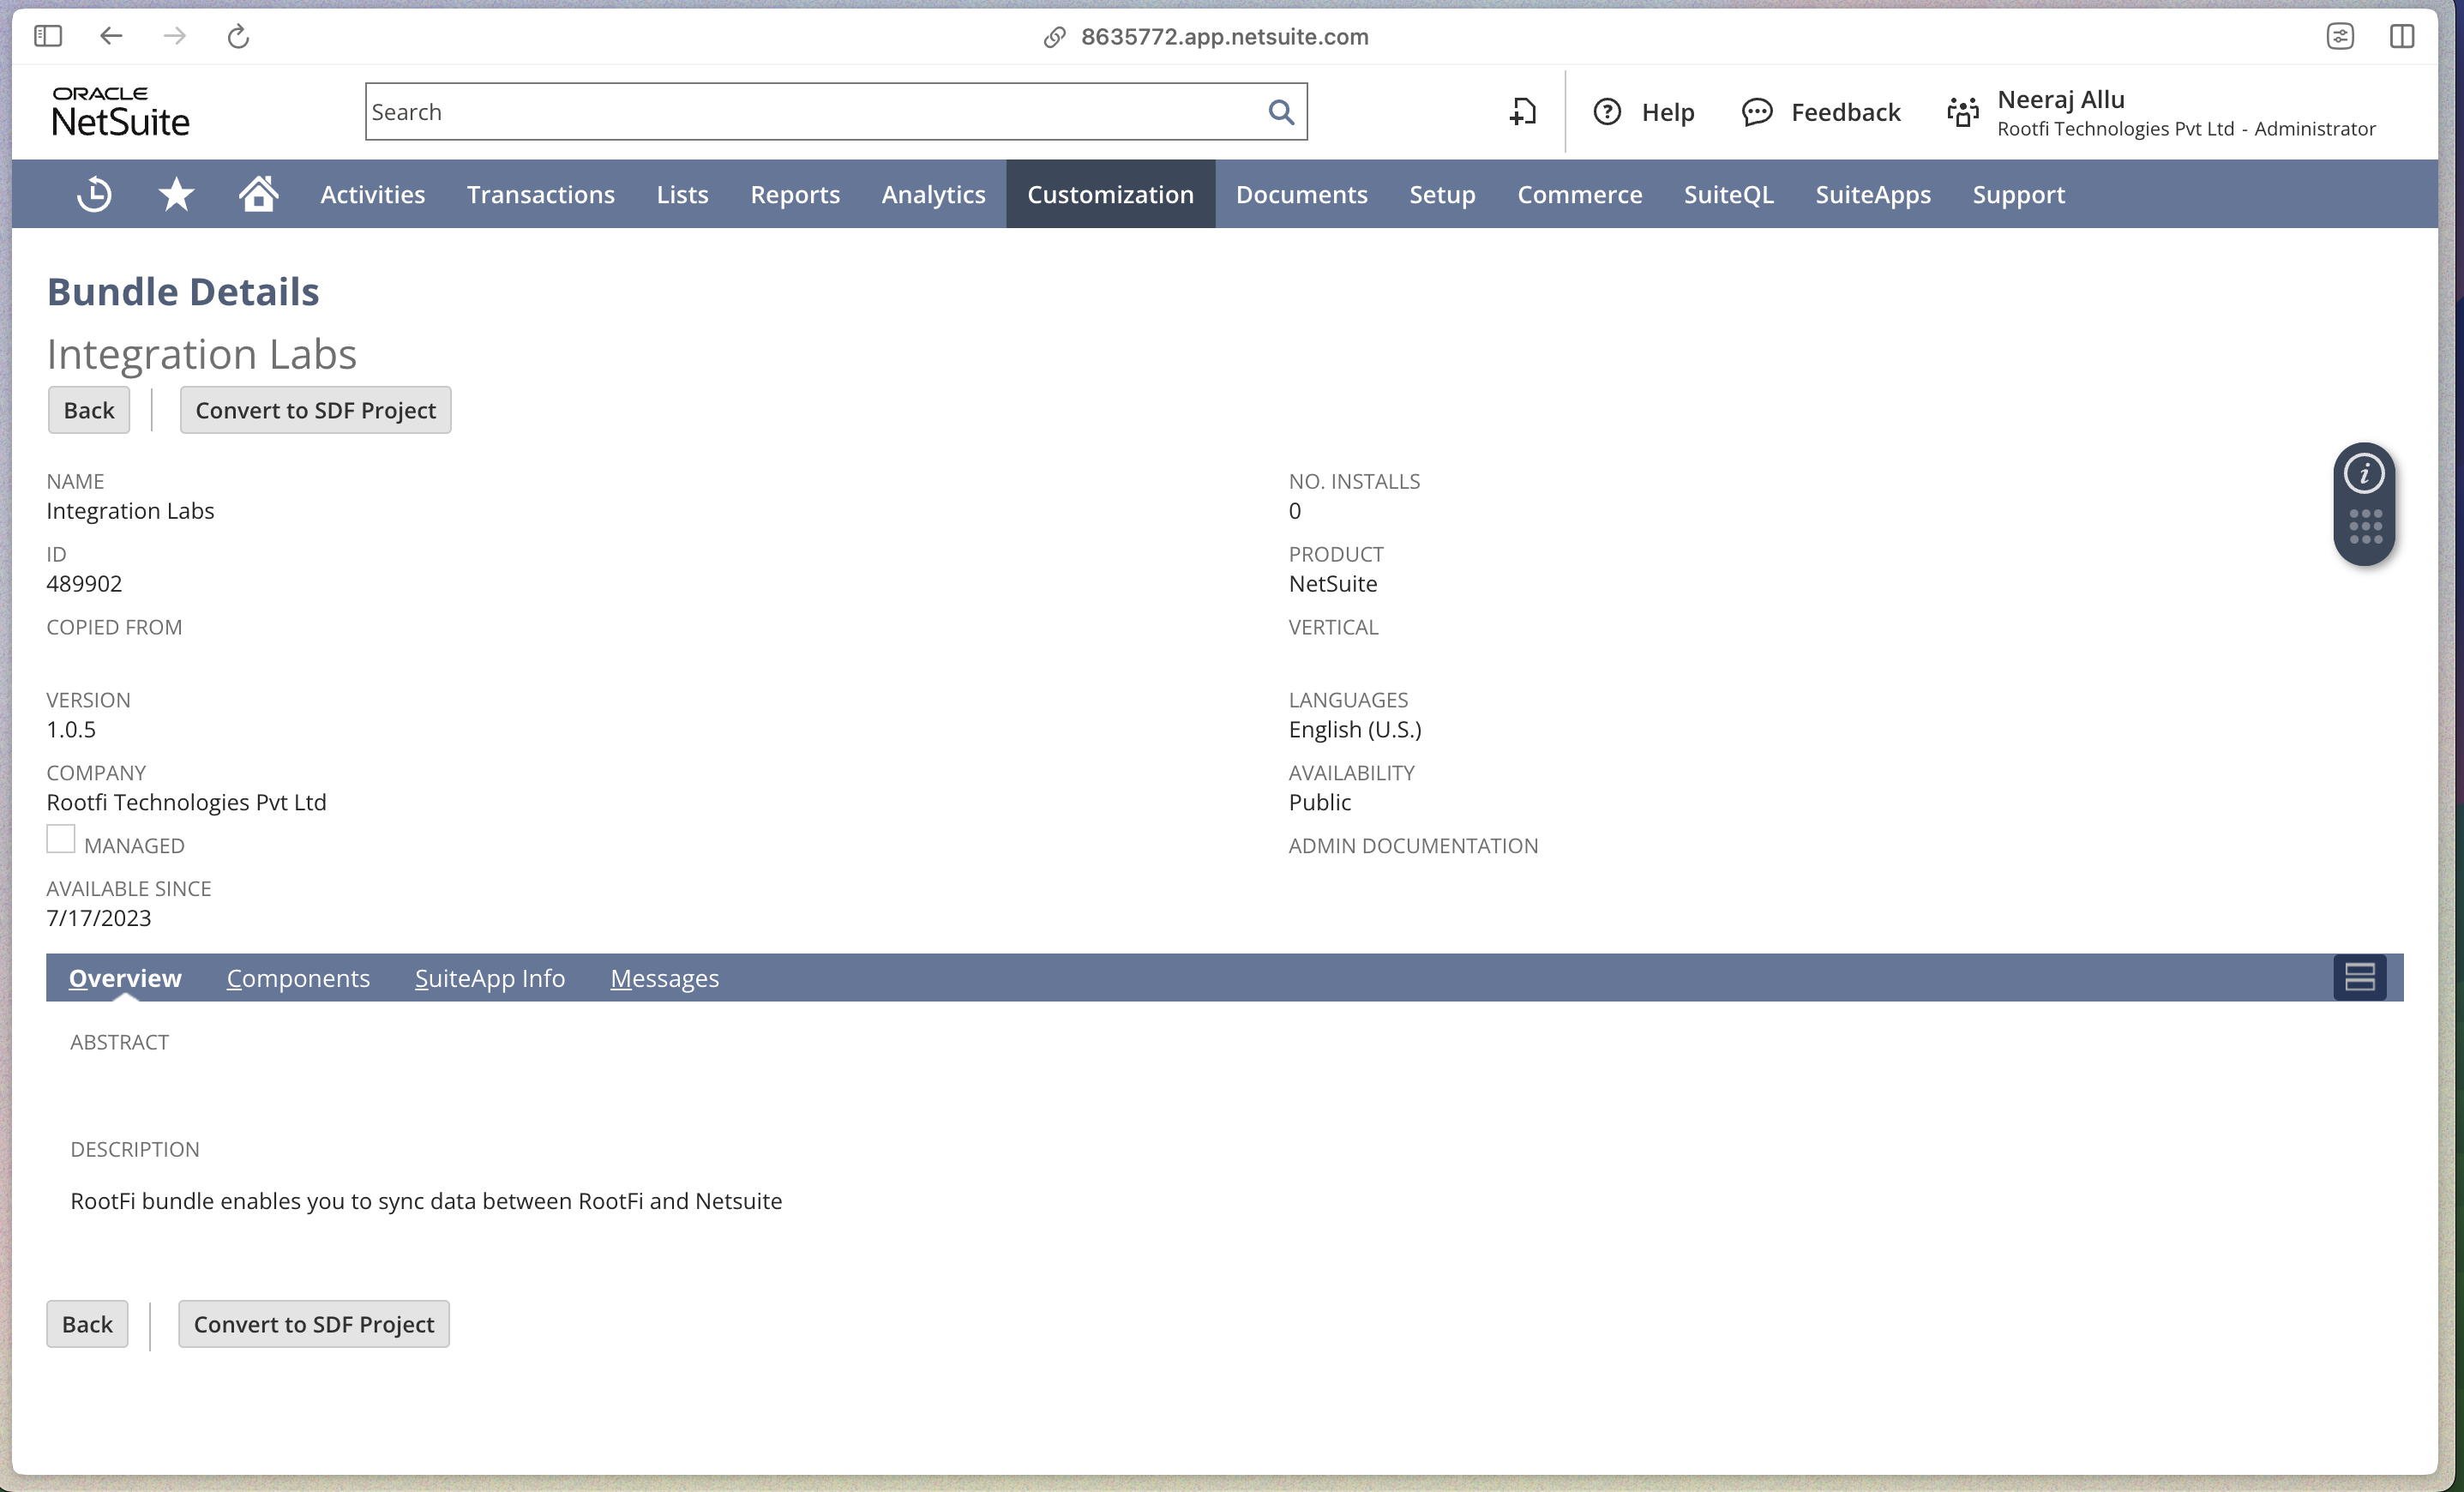 8635772.app.netsuite.com
ORACLE
NetSuite
Search
Help
Feedback
Neeraj Allu
Rootfi Technologies Pvt Ltd - Administrator
Activities Transactions Lists Reports Analytics Customization Documents Setup Commerce SuiteQL SuiteApps Support
Bundle Details
Integration Labs
Back Convert to SDF Project
NAME
Integration Labs
ID
489902
COPIED FROM
VERSION
1.0.5
COMPANY
Rootfi Technologies Pvt Ltd
MANAGED
AVAILABLE SINCE
7/17/2023
NO. INSTALLS
0
PRODUCT
NetSuite
VERTICAL
LANGUAGES
English (U.S.)
AVAILABILITY
Public
ADMIN DOCUMENTATION
Overview Components SuiteApp Info Messages
ABSTRACT
DESCRIPTION
RootFi bundle enables you to sync data between RootFi and Netsuite
Back Convert to SDF Project